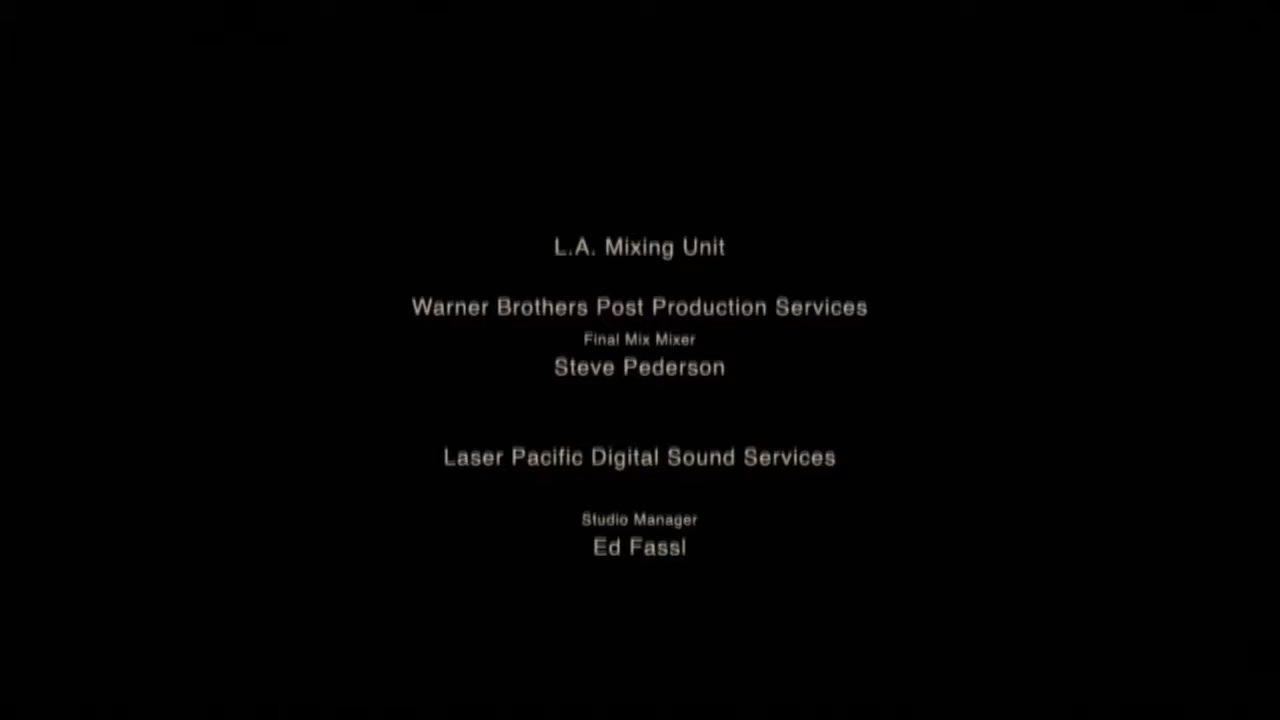 L.A. Mixing Unit
Warner Brothers Post Production Services
Final Mix Mixer
Steve Pederson
Laser Pacific Digital Sound Services
Studio Manager
Ed Fassl